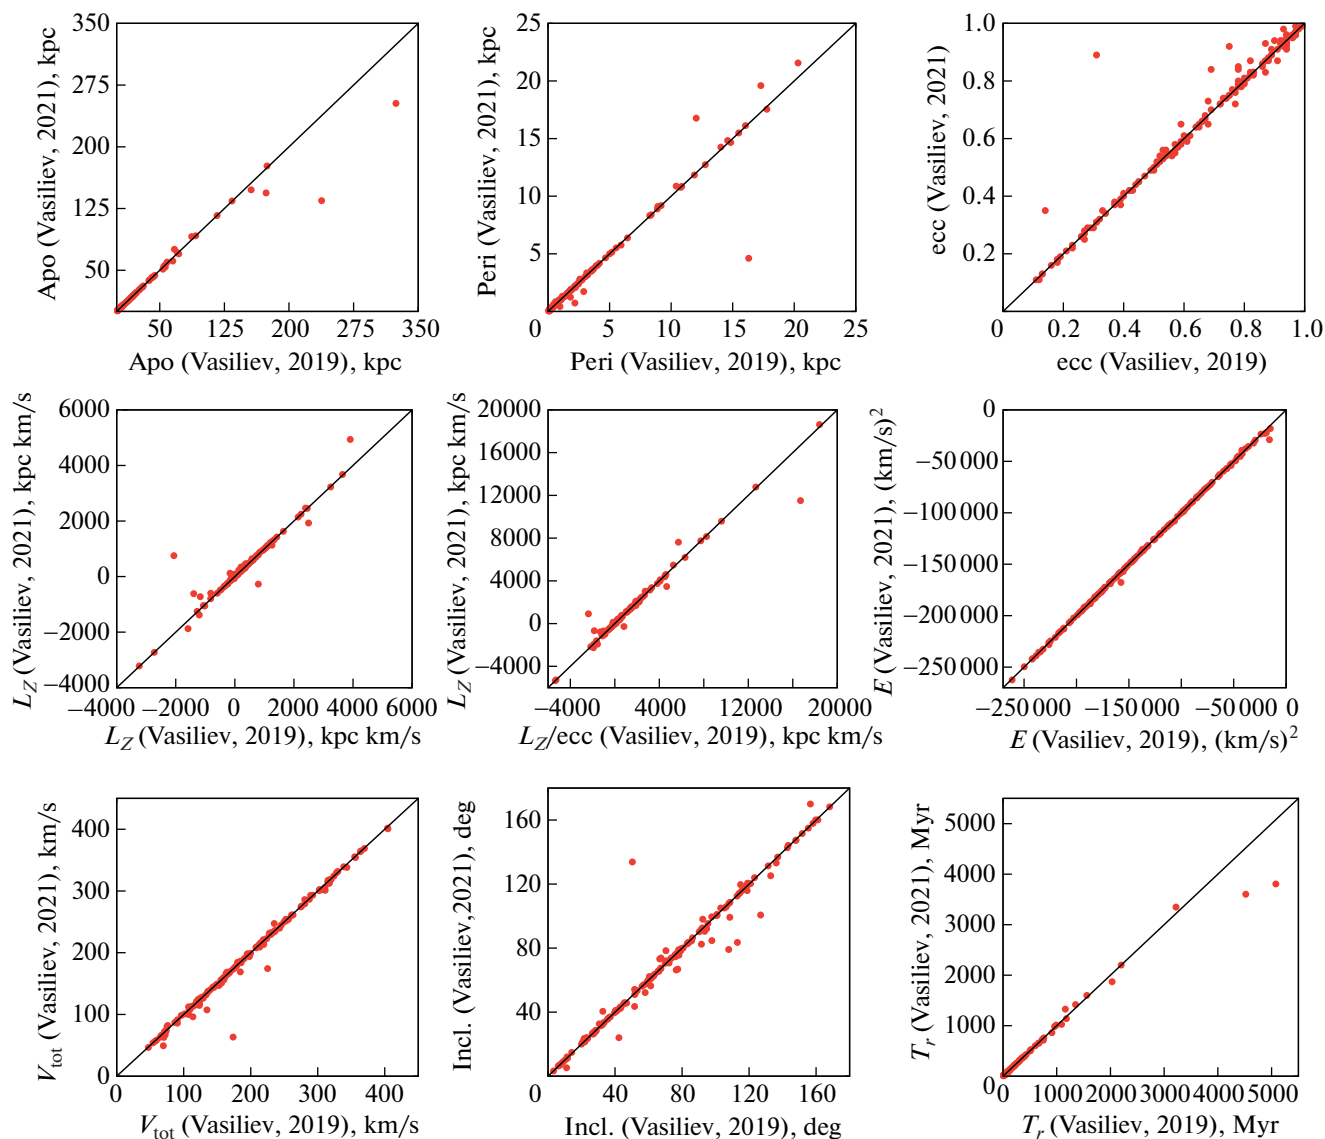 350
275
200
125
50
Apo (Vasiliev, 2021), kpc
50 125 200 275 350
Apo (Vasiliev, 2019), kpc
25
20
15
10
5
0
Peri (Vasiliev, 2021), kpc
5 10 15 20 25
Peri (Vasiliev, 2019), kpc
1.0
0.8
0.6
0.4
0.2
0
ecc (Vasiliev, 2021)
0.2 0.4 0.6 0.8 1.0
ecc (Vasiliev, 2019)
6000
4000
2000
0
−2000
−4000
L_Z (Vasiliev, 2021), kpc km/s
−4000 −2000 0 2000 4000 6000
L_Z (Vasiliev, 2019), kpc km/s
20000
16000
12000
8000
4000
0
−4000
L_Z (Vasiliev, 2021), kpc km/s
−4000 4000 12000 20000
L_Z/ecc (Vasiliev, 2019), kpc km/s
0
−50 000
−100 000
−150 000
−200 000
−250 000
E (Vasiliev, 2021), (km/s)²
−250 000 −150 000 −50 000 0
E (Vasiliev, 2019), (km/s)²
400
300
200
100
0
V_tot (Vasiliev, 2021), km/s
0 100 200 300 400
V_tot (Vasiliev, 2019), km/s
160
120
80
40
Incl. (Vasiliev,2021), deg
0 40 80 120 160
Incl. (Vasiliev, 2019), deg
5000
4000
3000
2000
1000
0
T_r (Vasiliev, 2021), Myr
0 1000 2000 3000 4000 5000
T_r (Vasiliev, 2019), Myr